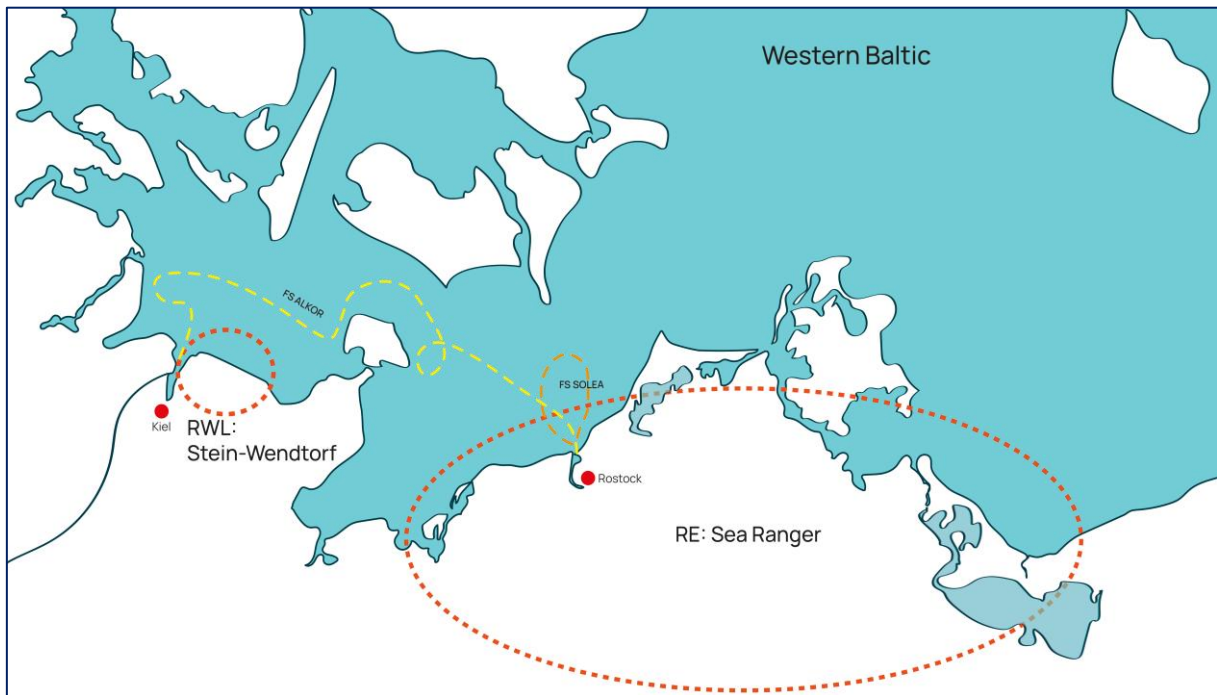 Western Baltic
FS ALKOR
FS SOLEA
Kiel
RWL:
Stein-Wendtorf
Rostock
RE: Sea Ranger